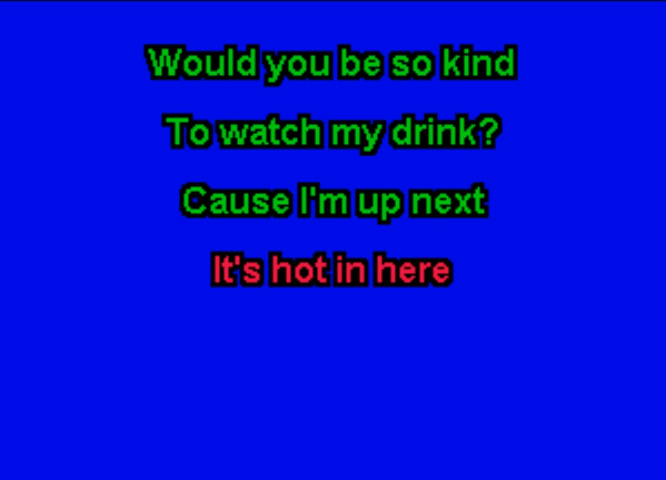 Would you be so kind
To watch my drink?
Cause I'm up next
It's hot in here